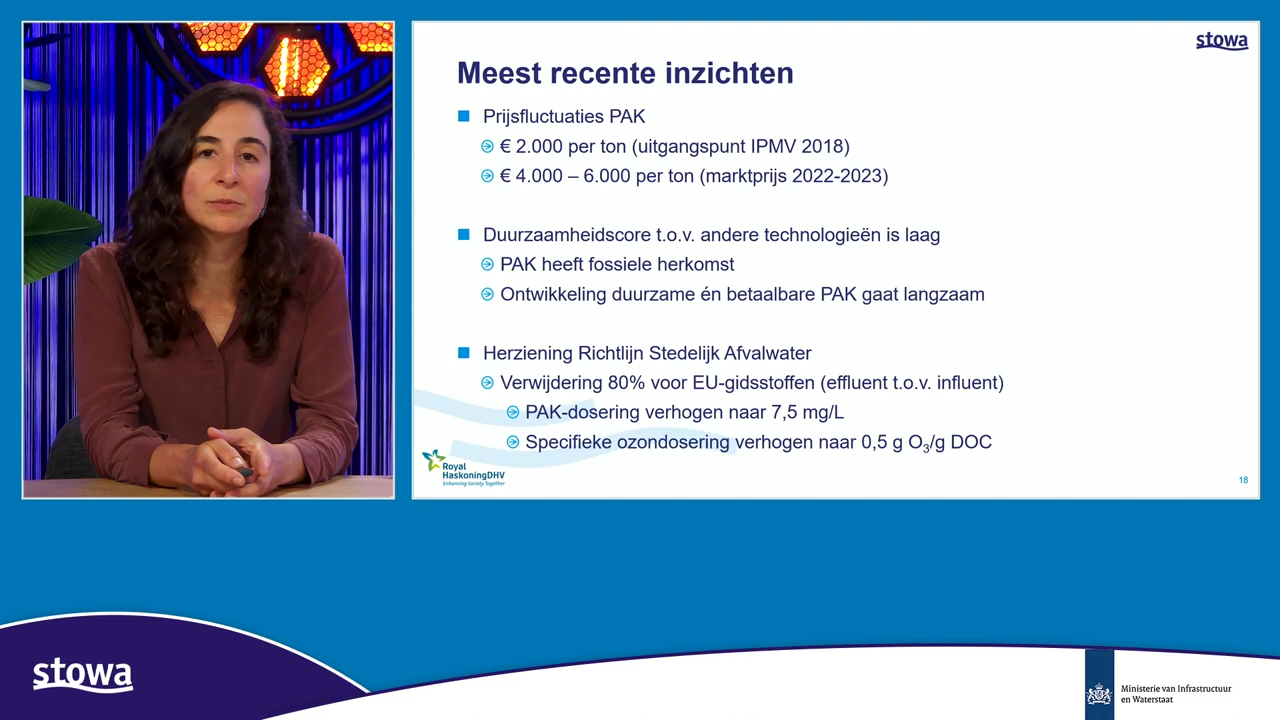 stowa
Meest recente inzichten
Prijsfluctuaties PAK
€ 2.000 per ton (uitgangspunt IPMV 2018)
€ 4.000 – 6.000 per ton (marktprijs 2022-2023)
Duurzaamheidscore t.o.v. andere technologieën is laag
PAK heeft fossiele herkomst
Ontwikkeling duurzame én betaalbare PAK gaat langzaam
Herziening Richtlijn Stedelijk Afvalwater
Verwijdering 80% voor EU-gidsstoffen (effluent t.o.v. influent)
PAK-dosering verhogen naar 7,5 mg/L
Specifieke ozondosering verhogen naar 0,5 g O₃/g DOC
Royal
HaskoningDHV
Enhancing Society Together
18
stowa
Ministerie van Infrastructuur
en Waterstaat